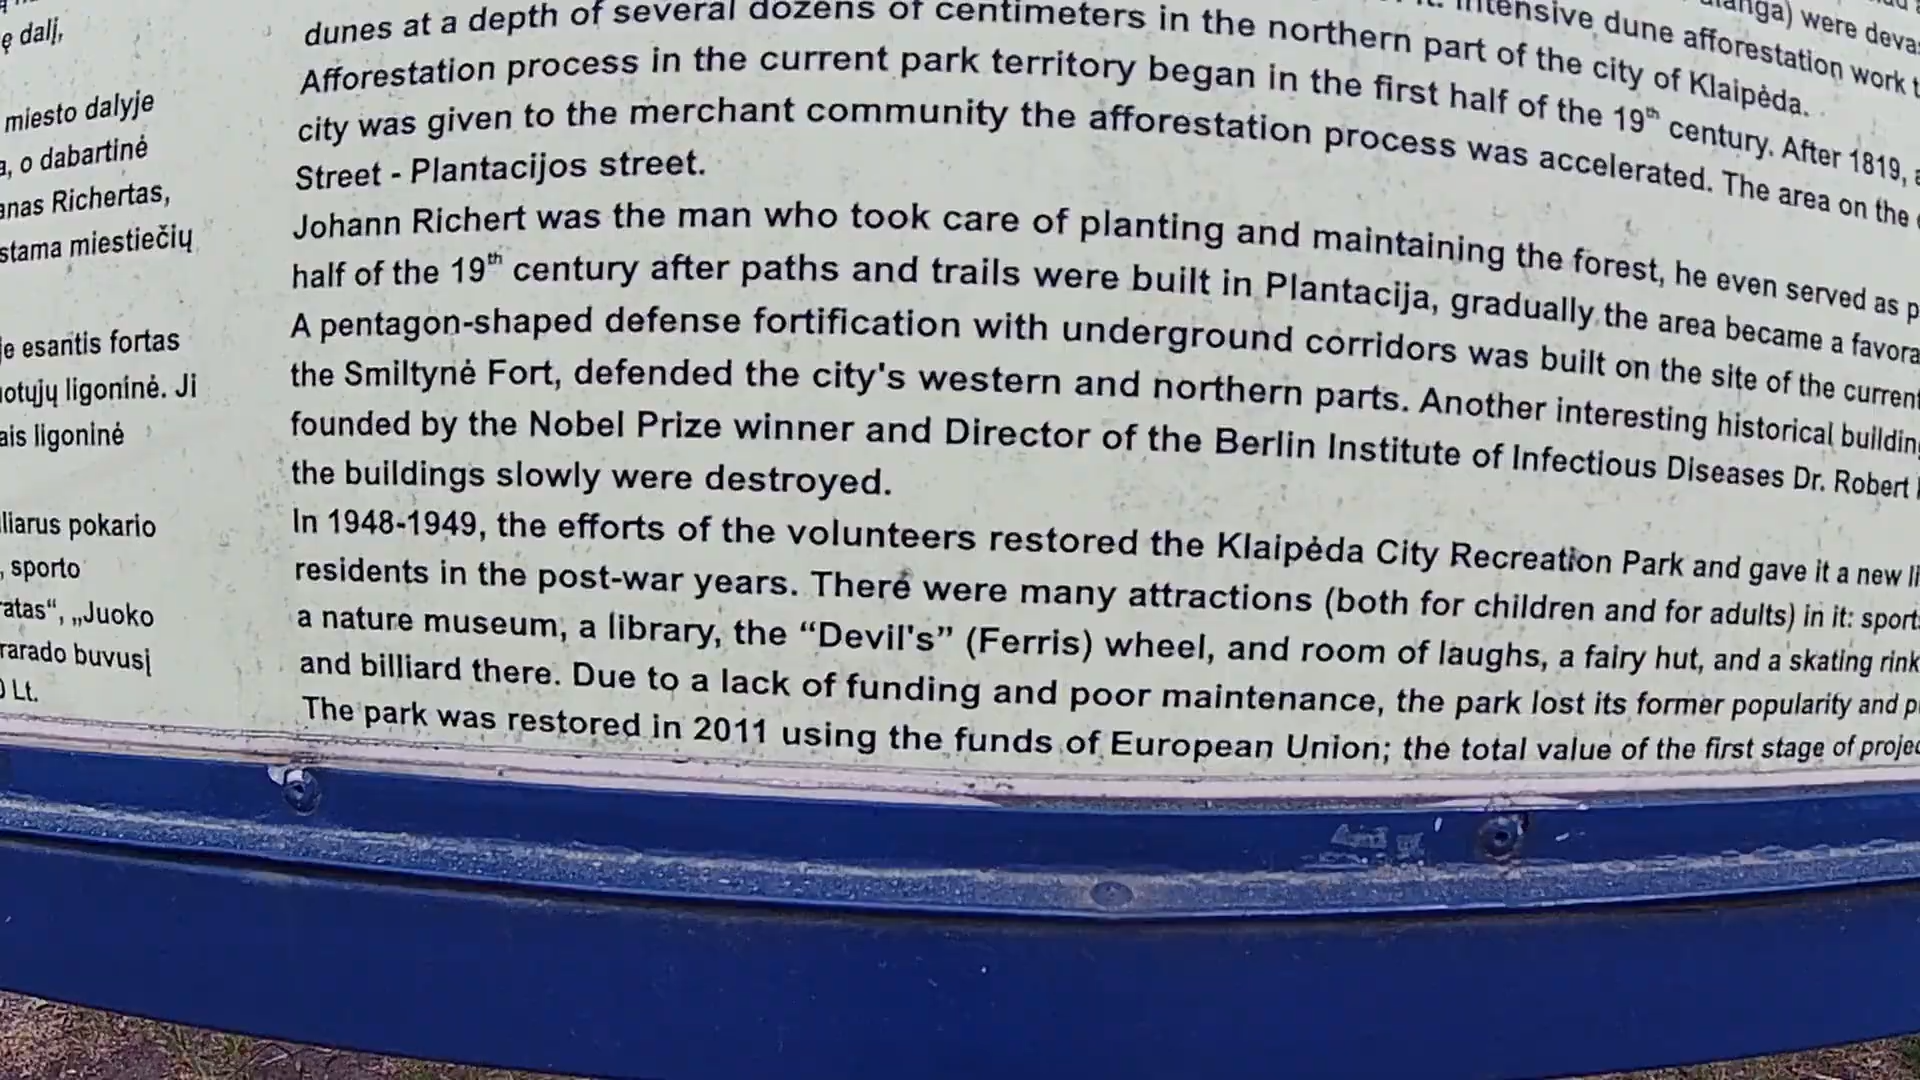 ę dalį,
miesto dalyje
o dabartinė
Richertas,
miestiečių
esantis fortas
ligoninė. Ji
ligoninė
pokario
, sporto
“, „Juoko
buvusį
Lt.
were
intensive dune afforestation work
dunes at a depth of several dozens of centimeters in the northern part of the city of Klaipėda.
Afforestation process in the current park territory began in the first half of the 19th century. After 1819,
city was given to the merchant community the afforestation process was accelerated. The area on the
Street - Plantacijos street.
Johann Richert was the man who took care of planting and maintaining the forest, he even served as
half of the 19th century after paths and trails were built in Plantacija, gradually the area became a
A pentagon-shaped defense fortification with underground corridors was built on the site of the current
the Smiltynė Fort, defended the city's western and northern parts. Another interesting historical building
founded by the Nobel Prize winner and Director of the Berlin Institute of Infectious Diseases Dr. Robert
the buildings slowly were destroyed.
In 1948-1949, the efforts of the volunteers restored the Klaipėda City Recreation Park and gave it a new
residents in the post-war years. There were many attractions (both for children and for adults) in it:
a nature museum, a library, the “Devil's” (Ferris) wheel, and room of laughs, a fairy hut, and a skating rink
and billiard there. Due to a lack of funding and poor maintenance, the park lost its former popularity and
The park was restored in 2011 using the funds of European Union; the total value of the first stage of